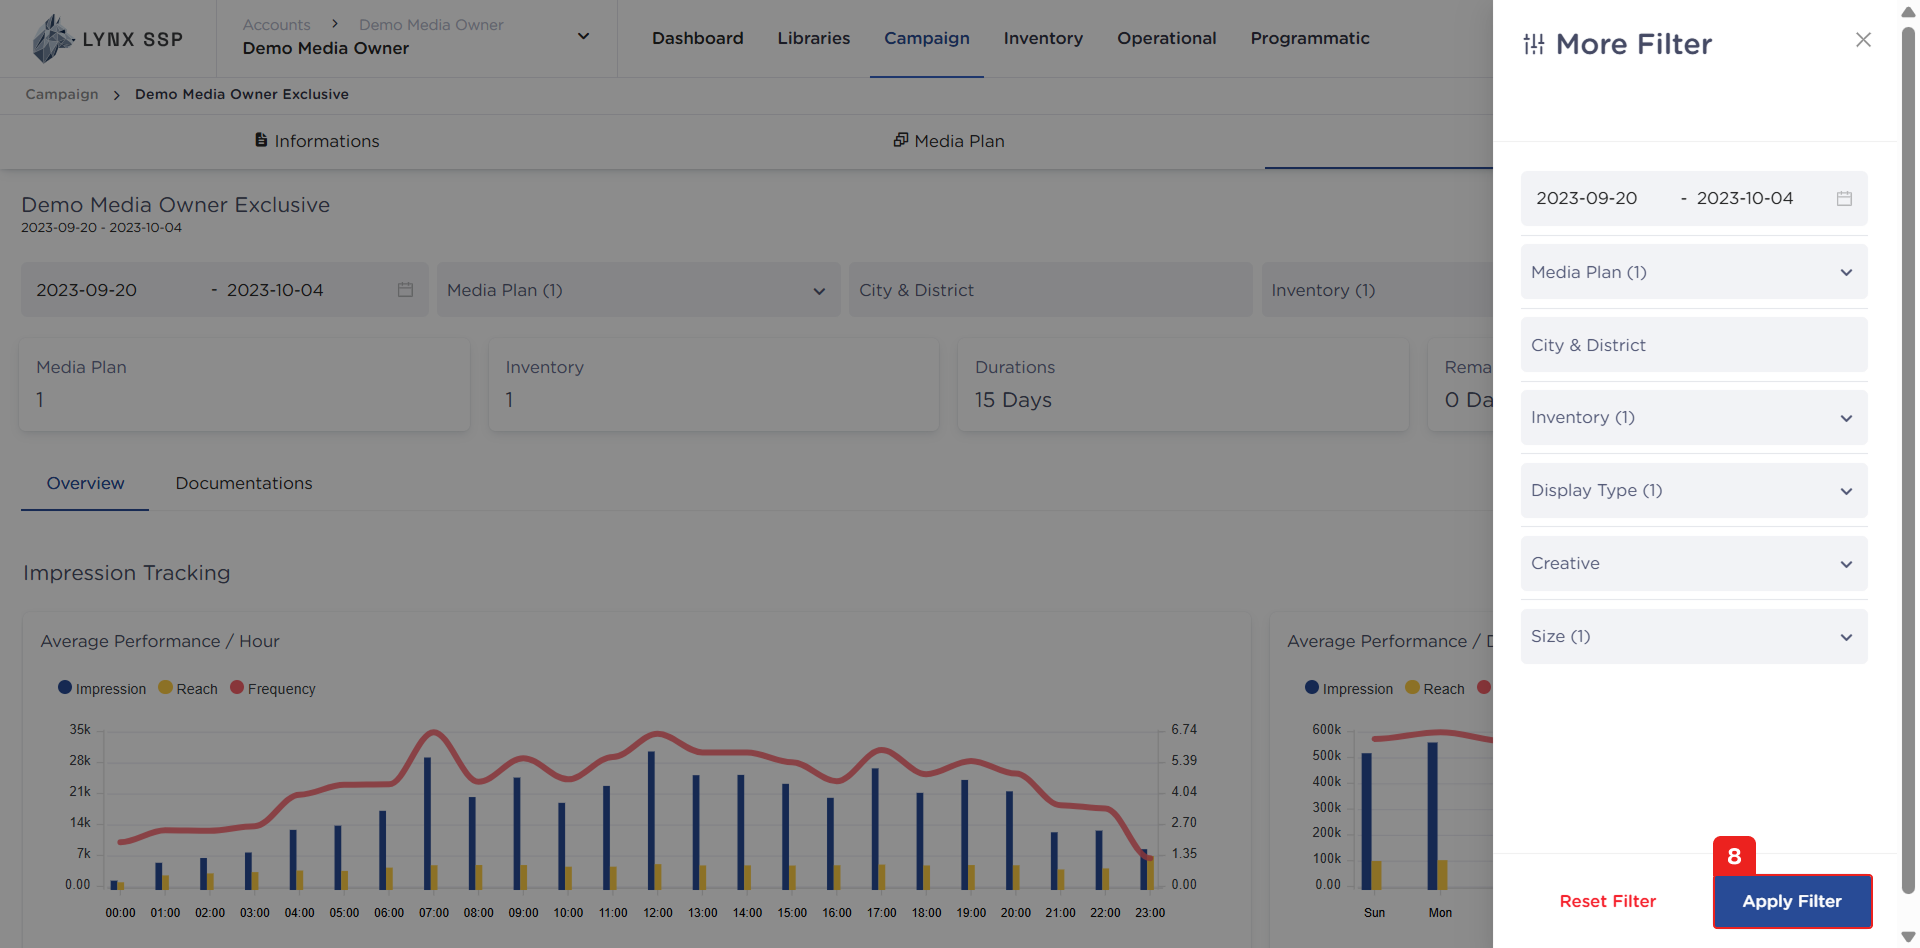 LYNX SSP
Accounts > Demo Media Owner
Demo Media Owner
Dashboard
Libraries
Campaign
Inventory
Operational
Programmatic
Campaign > Demo Media Owner Exclusive
Informations
Media Plan
Demo Media Owner Exclusive
2023-09-20 - 2023-10-04
2023-09-20 - 2023-10-04
Media Plan (1)
City & District
Inventory (1)
Media Plan
1
Inventory
1
Durations
15 Days
Rema
0 Da
Overview
Documentations
Impression Tracking
Average Performance / Hour
Impression Reach Frequency
35k
28k
21k
14k
7k
0.00
6.74
5.39
4.04
2.70
1.35
0.00
00:00 01:00 02:00 03:00 04:00 05:00 06:00 07:00 08:00 09:00 10:00 11:00 12:00 13:00 14:00 15:00 16:00 17:00 18:00 19:00 20:00 21:00 22:00 23:00
Average Performance / D
Impression Reach
600k
500k
400k
300k
200k
100k
0.00
Sun Mon
More Filter
2023-09-20 - 2023-10-04
Media Plan (1)
City & District
Inventory (1)
Display Type (1)
Creative
Size (1)
8
Reset Filter
Apply Filter